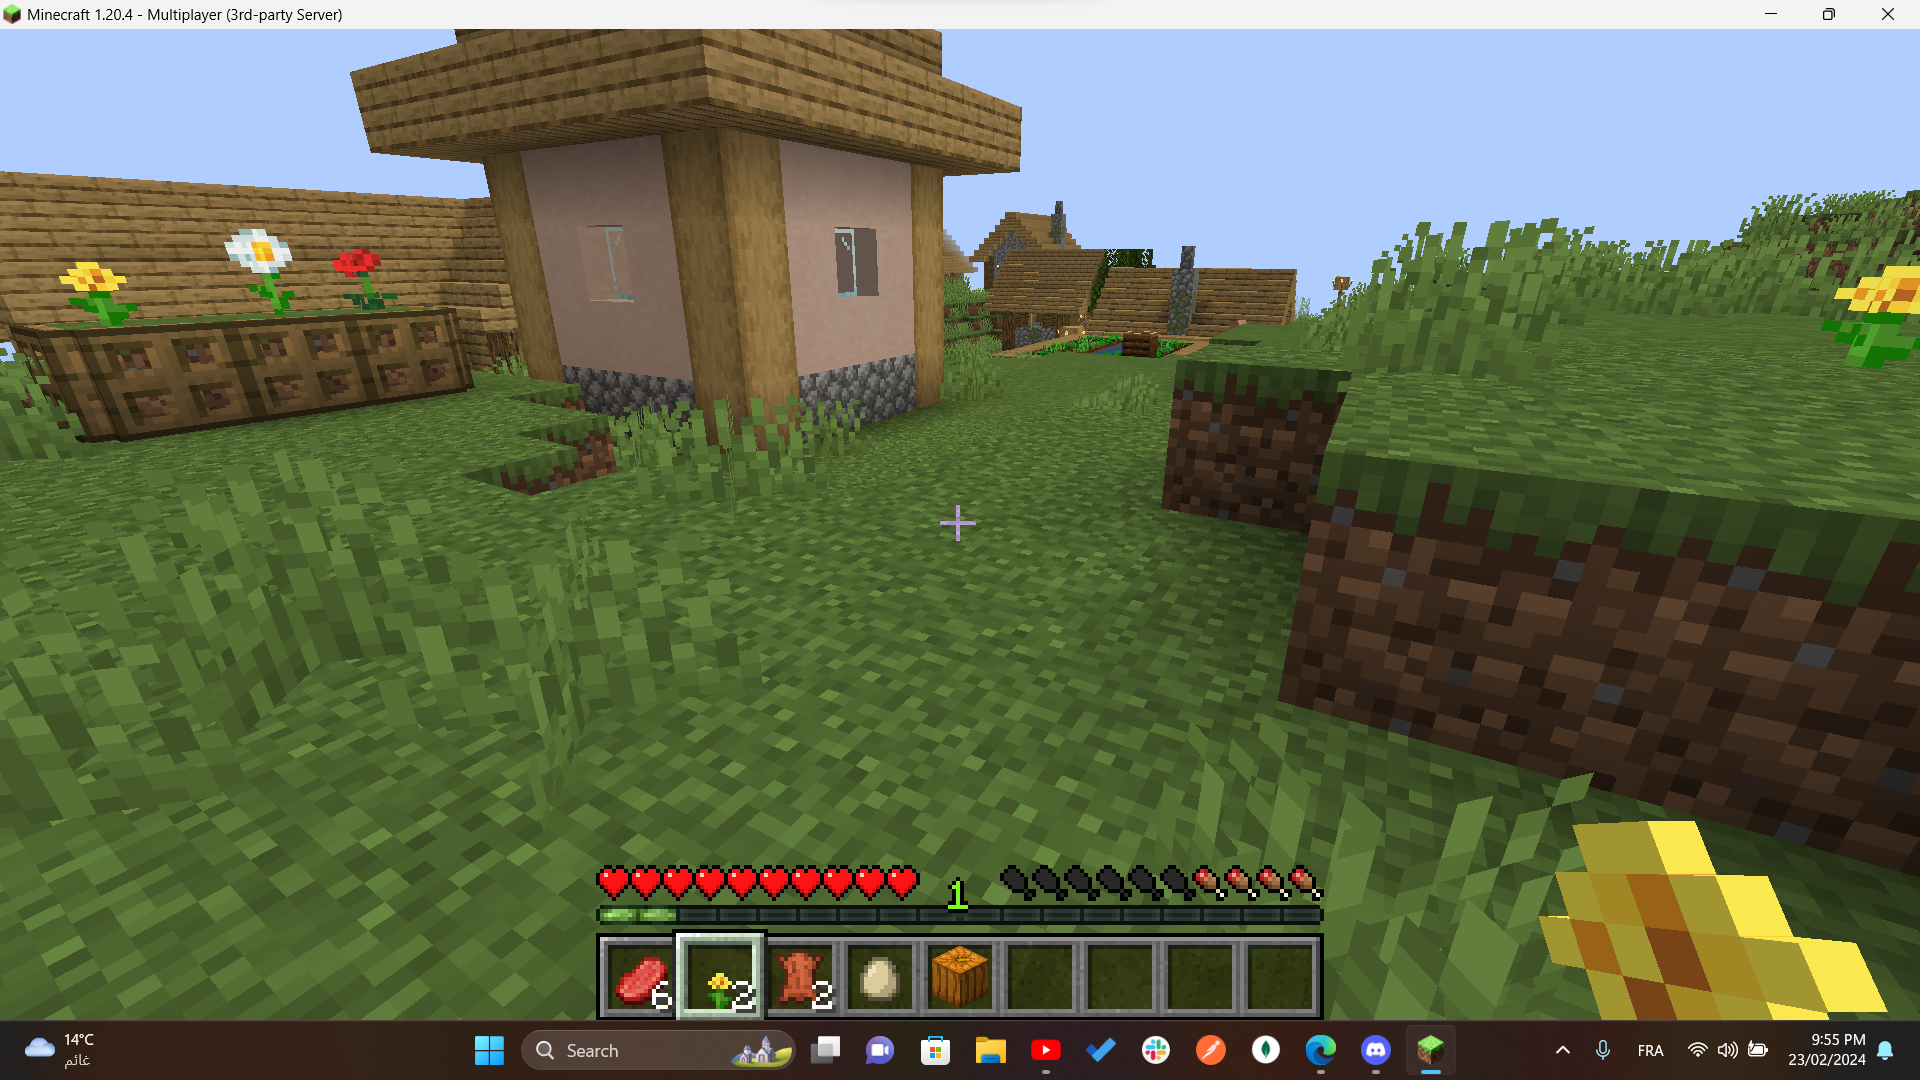 Minecraft 1.20.4 - Multiplayer (3rd-party Server)
1
6
2
2
14°C
غائم
Search
FRA
9:55 PM
23/02/2024